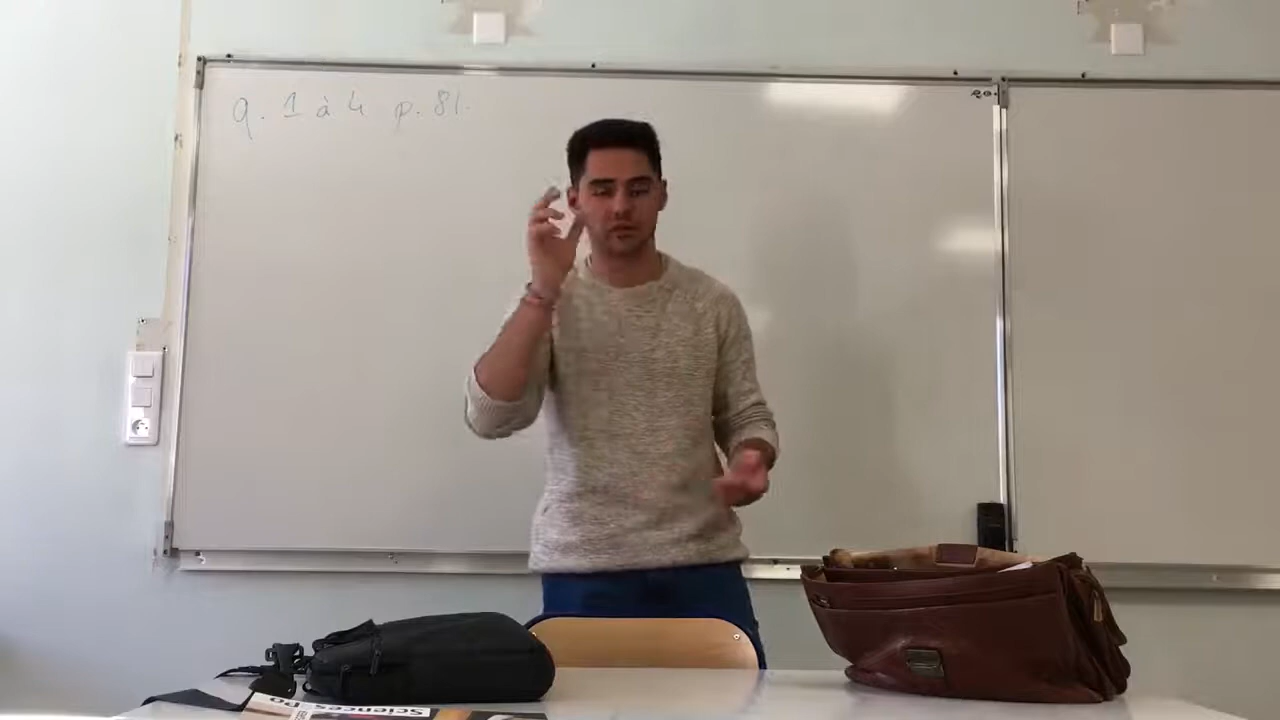 q. 1 à 4 p. 81.
Sciences Po